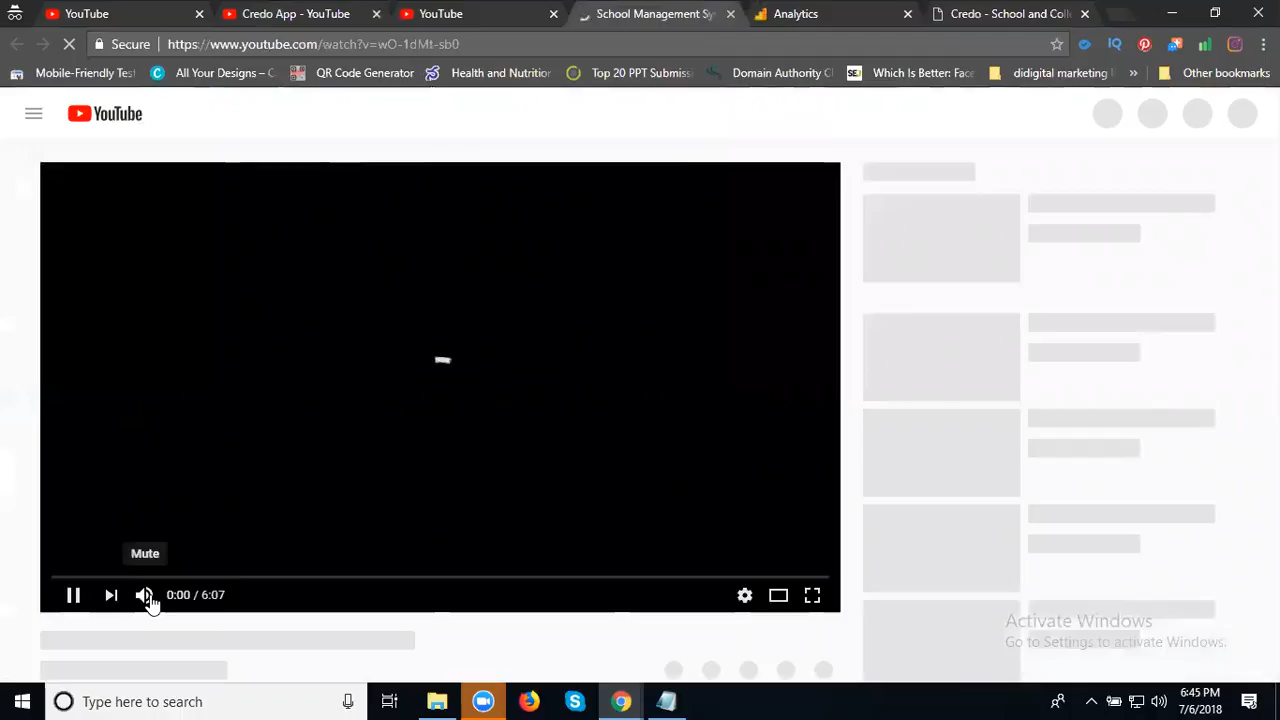 YouTube
Credo App - YouTube
YouTube
School Management Sy
Analytics
Credo - School and Coll
Secure
https://www.youtube.com/watch?v=wO-1dMt-sb0
Mobile-Friendly Test
All Your Designs –
QR Code Generator
Health and Nutrition
Top 20 PPT Submiss
Domain Authority C
SEJ
Which Is Better: Face
didigital marketing
»
Other bookmarks
YouTube
Mute
0:00 / 6:07
Activate Windows
Go to Settings to activate Windows.
Type here to search
6:45 PM
7/6/2018